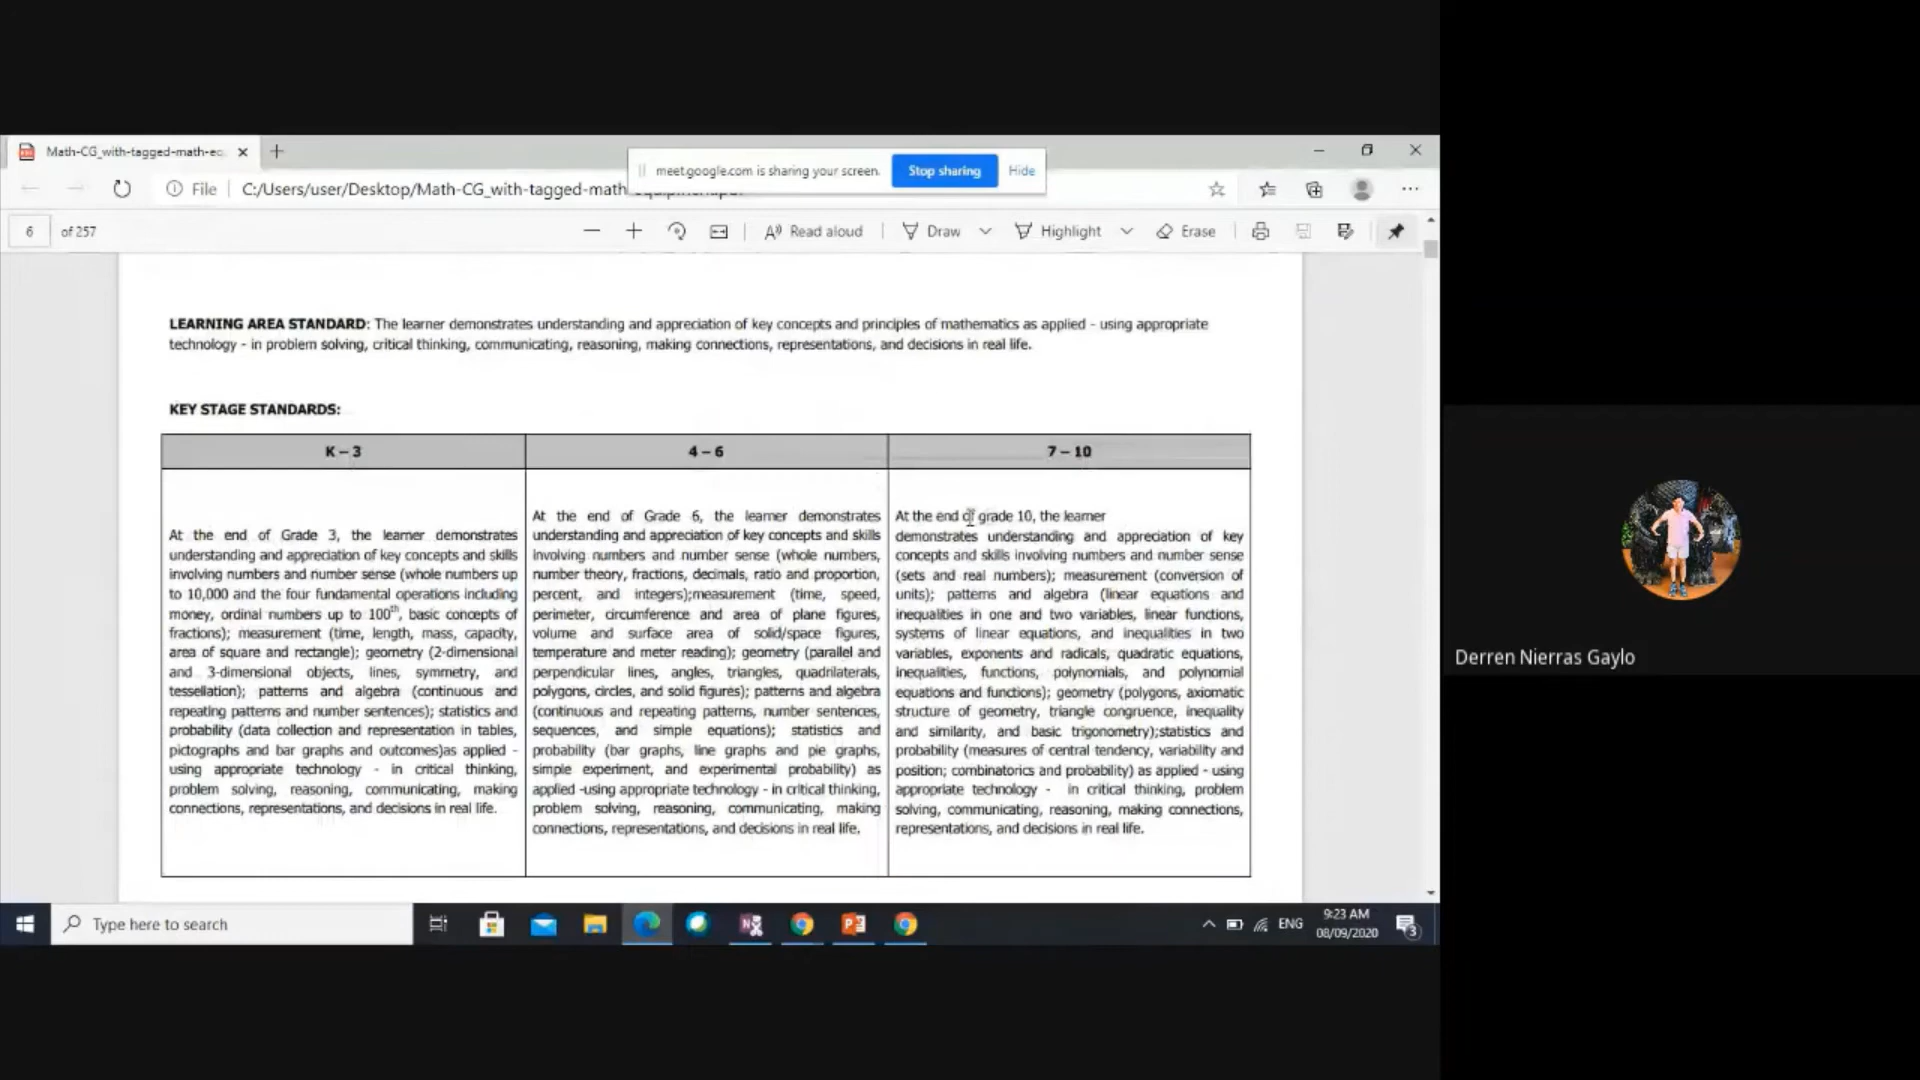 Math-CG_with-tagged-math-eq
meet.google.com is sharing your screen.
Stop sharing
Hide
File
C:/Users/user/Desktop/Math-CG_with-tagged-math
6
of 257
Read aloud
Draw
Highlight
Erase
LEARNING AREA STANDARD: The learner demonstrates understanding and appreciation of key concepts and principles of mathematics as applied - using appropriate
technology - in problem solving, critical thinking, communicating, reasoning, making connections, representations, and decisions in real life.
KEY STAGE STANDARDS:
K – 3
At the end of Grade 3, the learner demonstrates
understanding and appreciation of key concepts and skills
involving numbers and number sense (whole numbers up
to 10,000 and the four fundamental operations including
money, ordinal numbers up to 100th, basic concepts of
fractions); measurement (time, length, mass, capacity,
area of square and rectangle); geometry (2-dimensional
and 3-dimensional objects, lines, symmetry, and
tessellation); patterns and algebra (continuous and
repeating patterns and number sentences); statistics and
probability (data collection and representation in tables,
pictographs and bar graphs and outcomes)as applied -
using appropriate technology - in critical thinking,
problem solving, reasoning, communicating, making
connections, representations, and decisions in real life.
4 – 6
At the end of Grade 6, the learner demonstrates
understanding and appreciation of key concepts and skills
involving numbers and number sense (whole numbers,
number theory, fractions, decimals, ratio and proportion,
percent, and integers);measurement (time, speed,
perimeter, circumference and area of plane figures,
volume and surface area of solid/space figures,
temperature and meter reading); geometry (parallel and
perpendicular lines, angles, triangles, quadrilaterals,
polygons, circles, and solid figures); patterns and algebra
(continuous and repeating patterns, number sentences,
sequences, and simple equations); statistics and
probability (bar graphs, line graphs and pie graphs,
simple experiment, and experimental probability) as
applied -using appropriate technology - in critical thinking,
problem solving, reasoning, communicating, making
connections, representations, and decisions in real life.
7 – 10
At the end of grade 10, the learner
demonstrates understanding and appreciation of key
concepts and skills involving numbers and number sense
(sets and real numbers); measurement (conversion of
units); patterns and algebra (linear equations and
inequalities in one and two variables, linear functions,
systems of linear equations, and inequalities in two
variables, exponents and radicals, quadratic equations,
inequalities, functions, polynomials, and polynomial
equations and functions); geometry (polygons, axiomatic
structure of geometry, triangle congruence, inequality
and similarity, and basic trigonometry);statistics and
probability (measures of central tendency, variability and
position; combinatorics and probability) as applied - using
appropriate technology - in critical thinking, problem
solving, communicating, reasoning, making connections,
representations, and decisions in real life.
Derren Nierras Gaylo
Type here to search
ENG
9:23 AM
08/09/2020
3